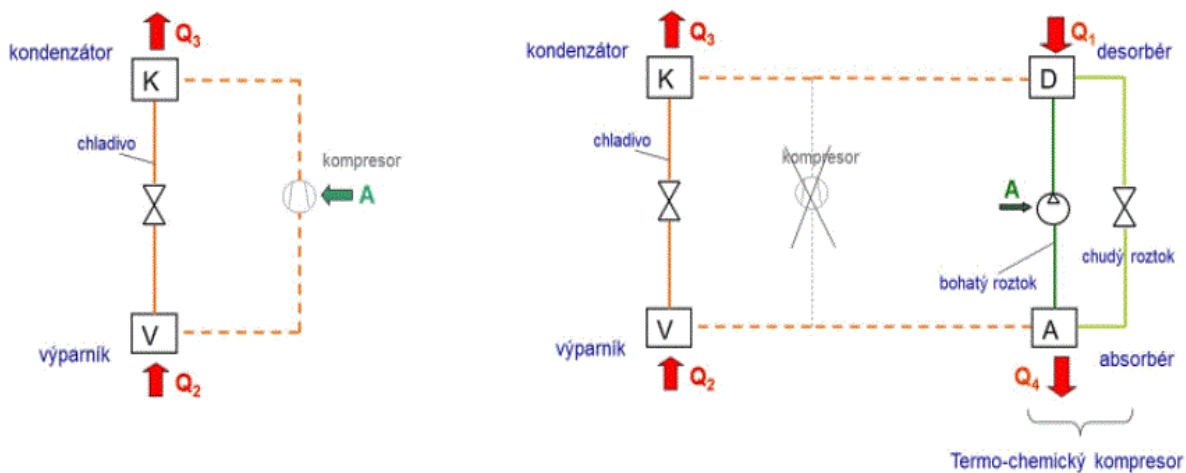 Q3
kondenzátor
K
chladivo
kompresor
A
V
výparník
Q2
Q3
kondenzátor
K
chladivo
kompresor
V
výparník
Q2
Q1
desorbér
D
A
bohatý roztok
chudý roztok
A
absorbér
Q4
Termo-chemický kompresor